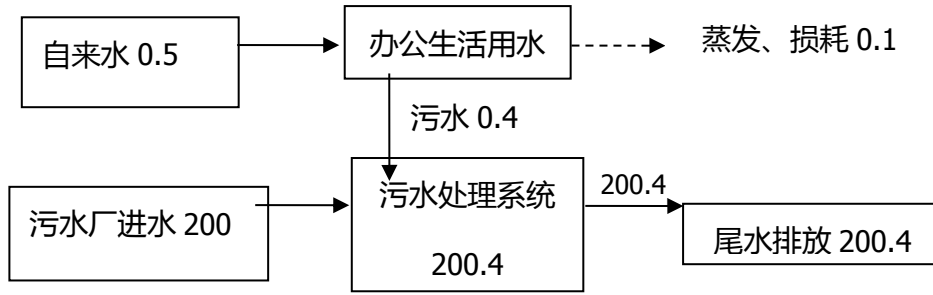 自来水 0.5
办公生活用水
蒸发、损耗 0.1
污水 0.4
污水厂进水 200
污水处理系统
200.4
200.4
尾水排放 200.4